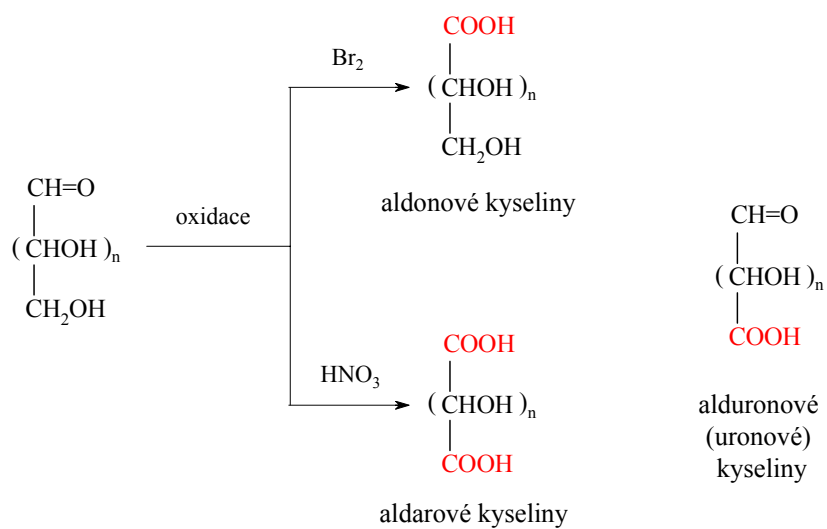 CH=O
(CHOH)n
CH2OH
oxidace
Br2
COOH
(CHOH)n
CH2OH
aldonové kyseliny
HNO3
COOH
(CHOH)n
COOH
aldarové kyseliny
CH=O
(CHOH)n
COOH
alduronové
(uronové)
kyseliny